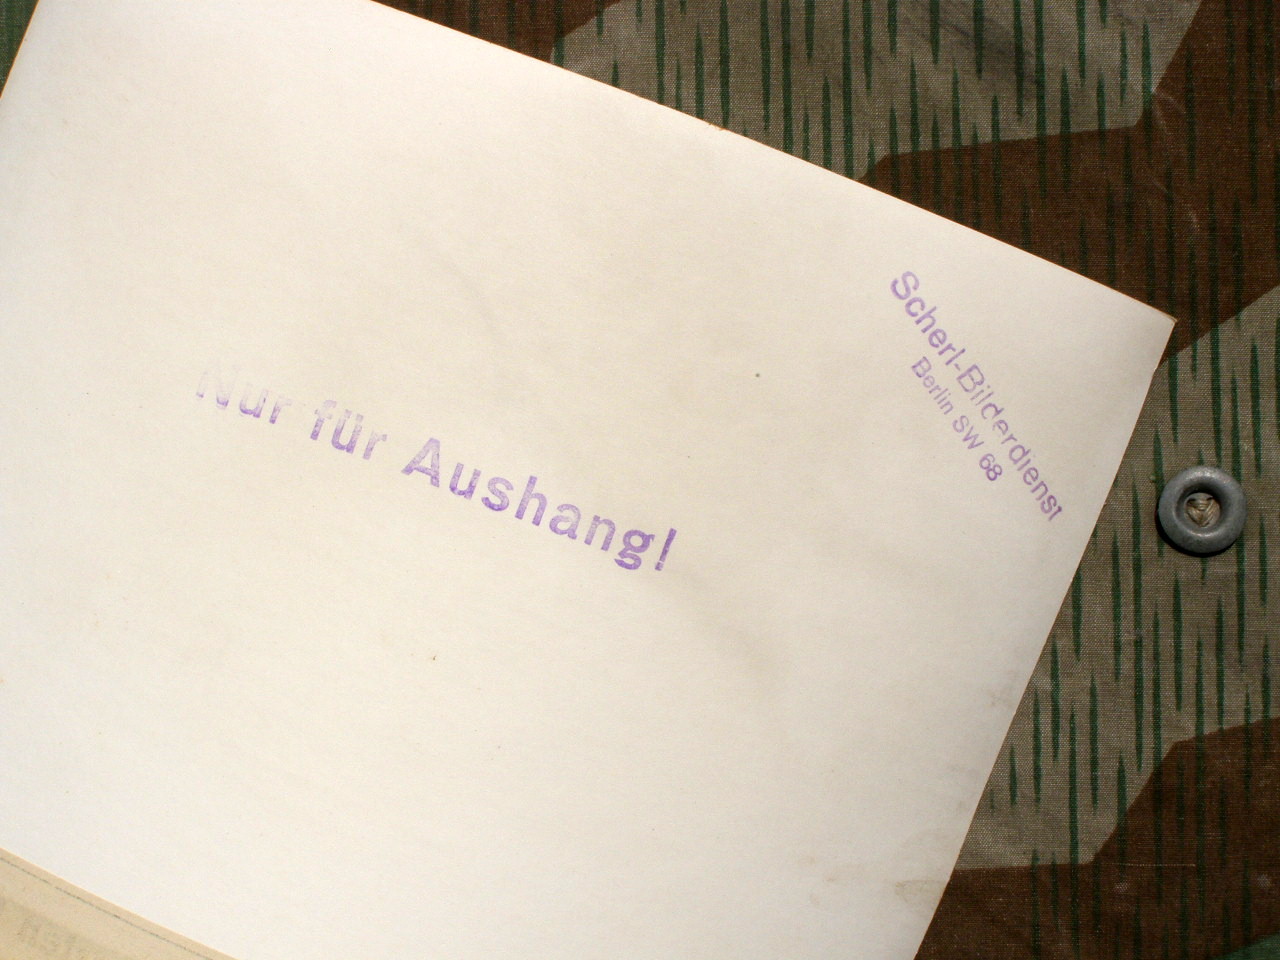 Scherl-Bilderdienst
Berlin SW 68
Nur für Aushang!